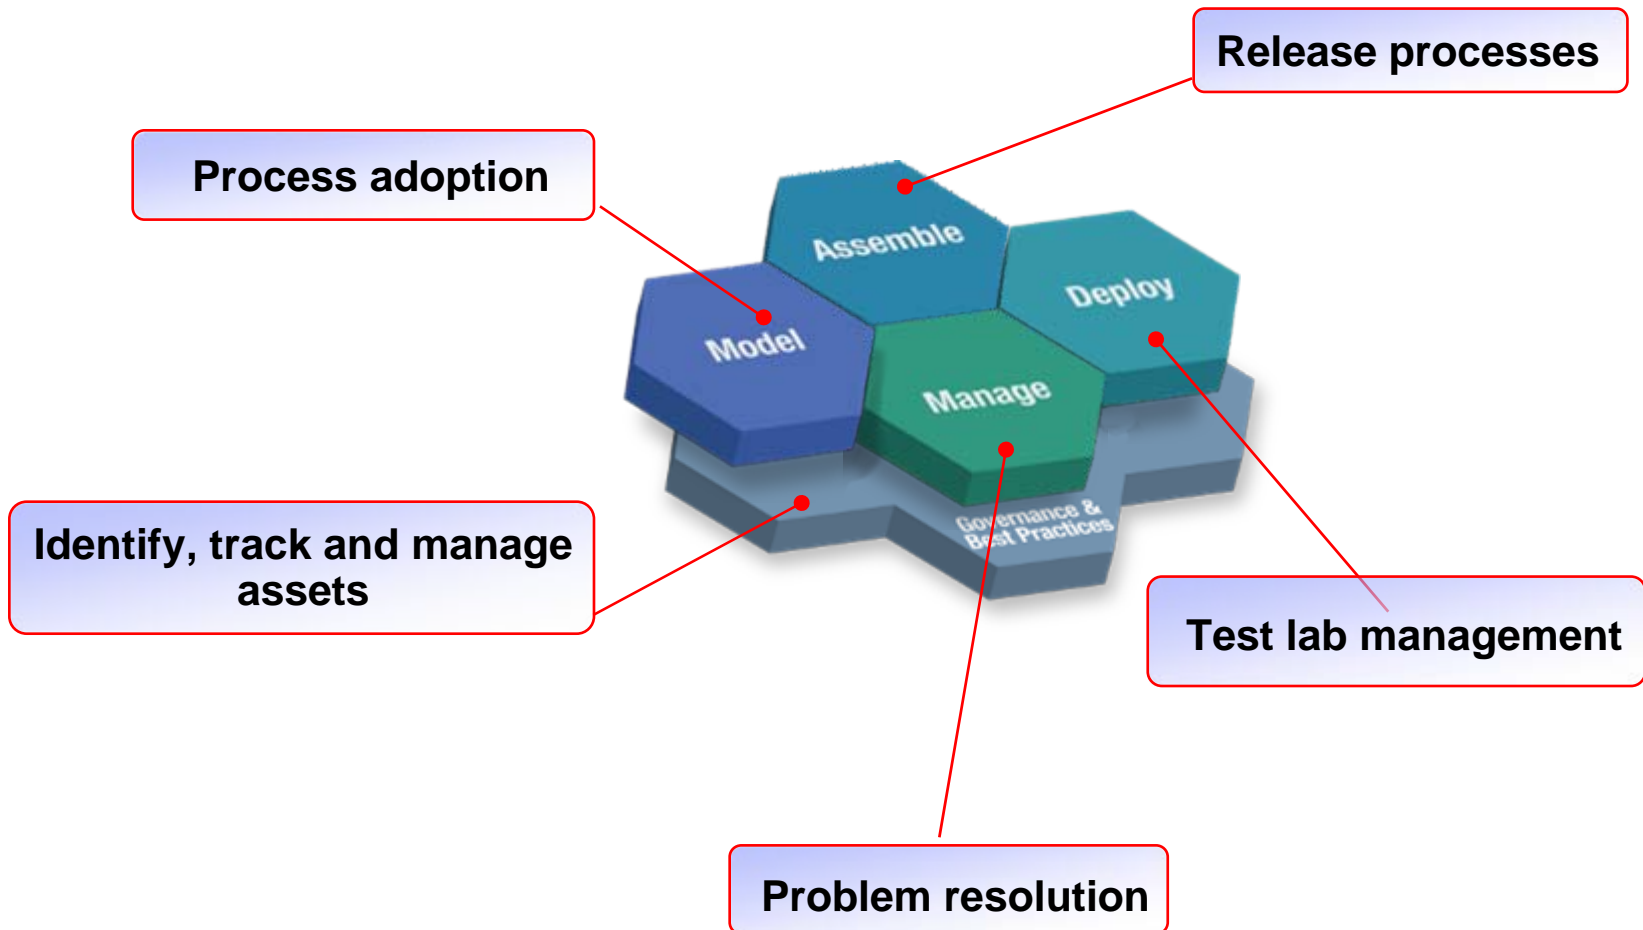 Release processes
Process adoption
Assemble
Deploy
Model
Manage
Governance &
Best Practices
Identify, track and manage
assets
Test lab management
Problem resolution